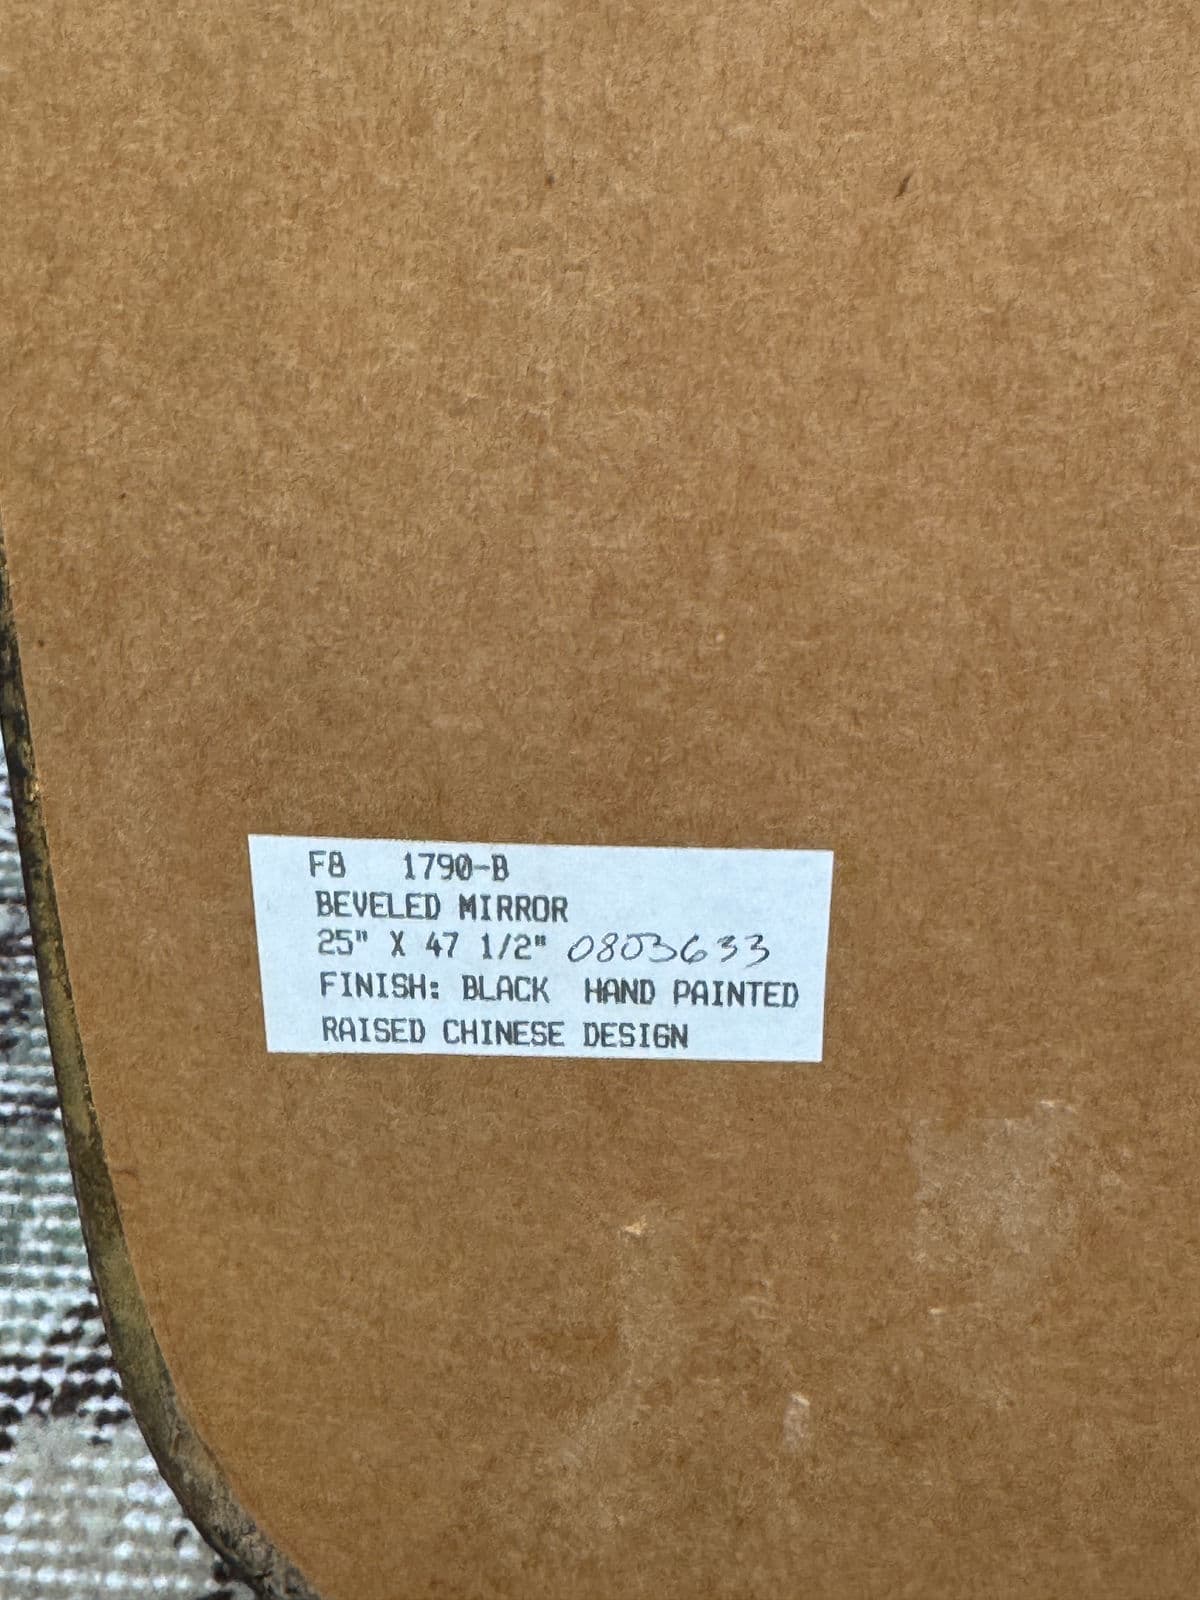 F8 1790-B
BEVELED MIRROR
25" X 47 1/2" 0803633
FINISH: BLACK HAND PAINTED
RAISED CHINESE DESIGN